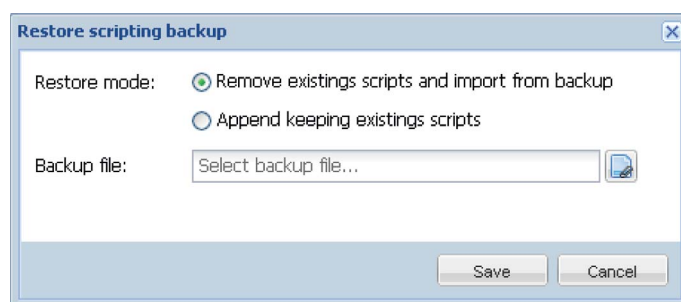 Restore scripting backup
Restore mode:
Remove existings scripts and import from backup
Append keeping existings scripts
Backup file:
Select backup file...
Save
Cancel